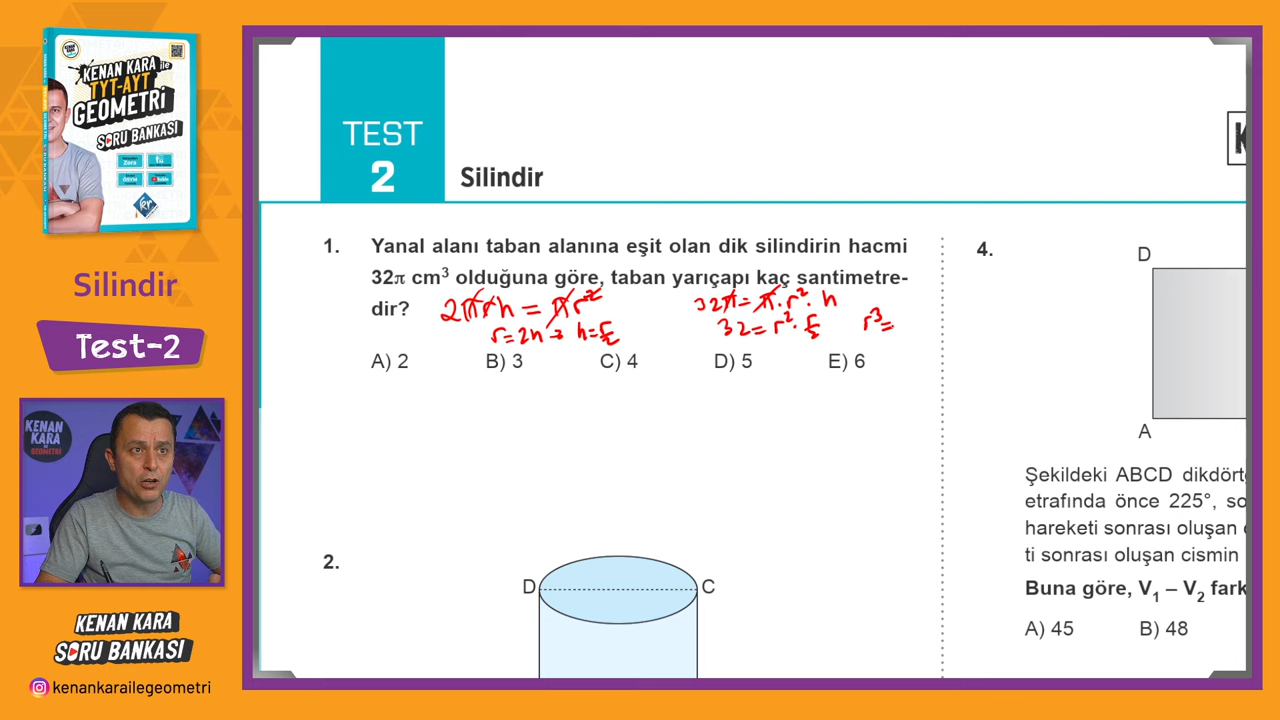 KENAN KARA ile
TYT-AYT
GEOMETRİ
SORU BANKASI
Silindir
Test-2
KENAN
KARA
GEOMETRİ
KENAN KARA
SORU BANKASI
kenankarailegeometri
TEST
2
Silindir
K
1. Yanal alanı taban alanına eşit olan dik silindirin hacmi
32π cm³ olduğuna göre, taban yarıçapı kaç santimetre-
dir?
2πrh = πr²
r=2h → h=r/2
32π=π.r².h
32=r².r/2
r³=
A) 2 B) 3 C) 4 D) 5 E) 6
2.
D C
4.
D
A
Şekildeki ABCD dikdörtg
etrafında önce 225°, so
hareketi sonrası oluşan c
ti sonrası oluşan cismin
Buna göre, V₁ – V₂ fark
A) 45 B) 48